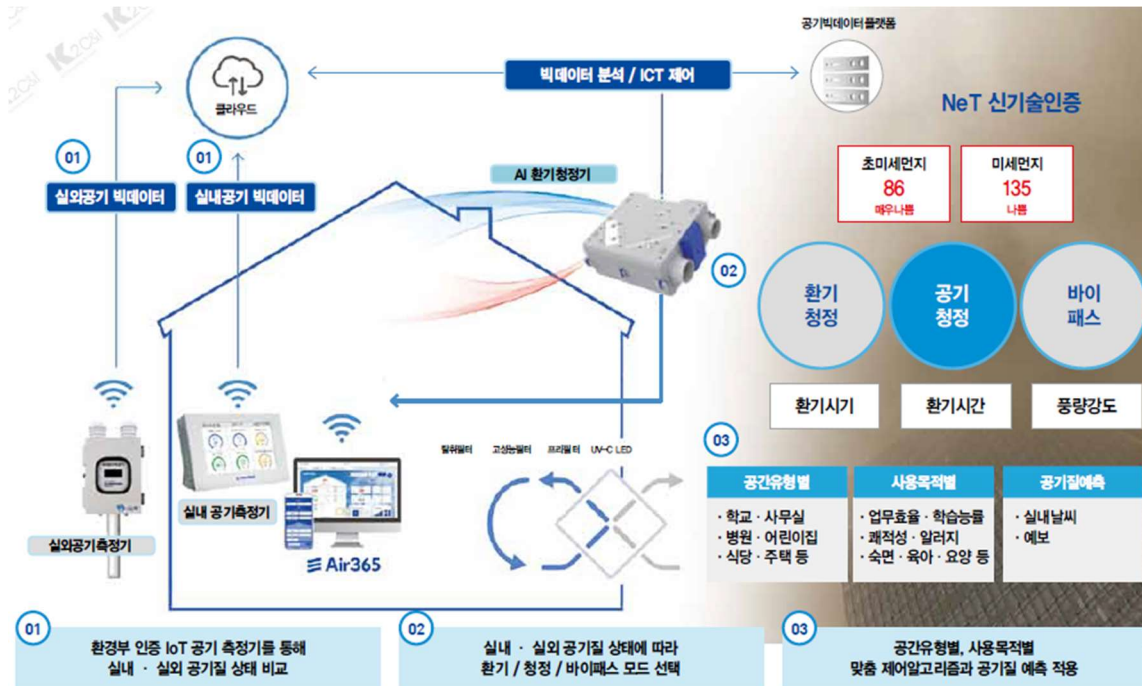 K2Csi
공기빅데이터플랫폼
빅데이터 분석 / ICT 제어
클라우드
NeT 신기술인증
01
01
실외공기 빅데이터
실내공기 빅데이터
AI 환기청정기
초미세먼지
86
매우나쁨
미세먼지
135
나쁨
02
환기
청정
공기
청정
바이
패스
환기시기
환기시간
풍량강도
03
탈취필터
고성능필터
프리필터
UV-C LED
공간유형별
사용목적별
공기질예측
· 학교 · 사무실
· 병원 · 어린이집
· 식당 · 주택 등
· 업무효율 · 학습능률
· 쾌적성 · 알러지
· 숙면 · 육아 · 요양 등
· 실내날씨
· 예보
실내 공기측정기
실외공기측정기
Air365
01
환경부 인증 IoT 공기 측정기를 통해
실내 · 실외 공기질 상태 비교
02
실내 · 실외 공기질 상태에 따라
환기 / 청정 / 바이패스 모드 선택
03
공간유형별, 사용목적별
맞춤 제어알고리즘과 공기질 예측 적용